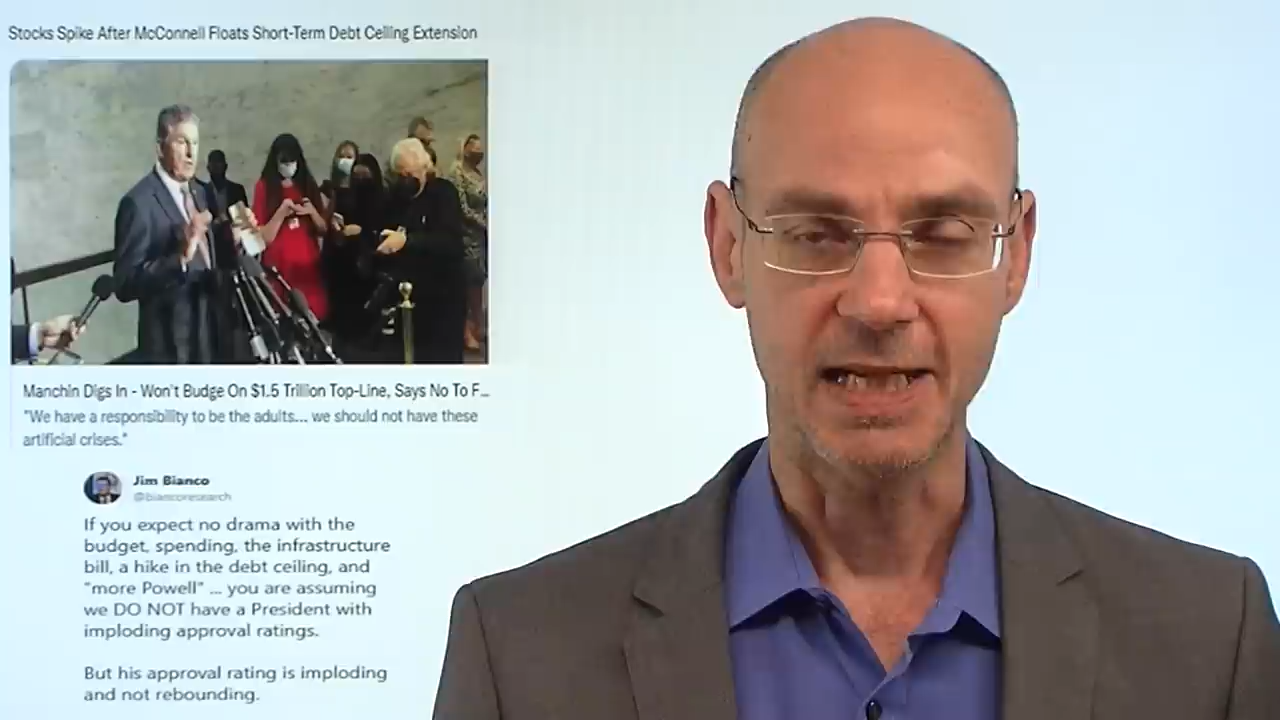 Stocks Spike After McConnell Floats Short-Term Debt Ceiling Extension
Manchin Digs In - Won't Budge On $1.5 Trillion Top-Line, Says No To F...
"We have a responsibility to be the adults... we should not have these
artificial crises."
Jim Bianco
@biancoresearch
If you expect no drama with the
budget, spending, the infrastructure
bill, a hike in the debt ceiling, and
"more Powell" ... you are assuming
we DO NOT have a President with
imploding approval ratings.
But his approval rating is imploding
and not rebounding.